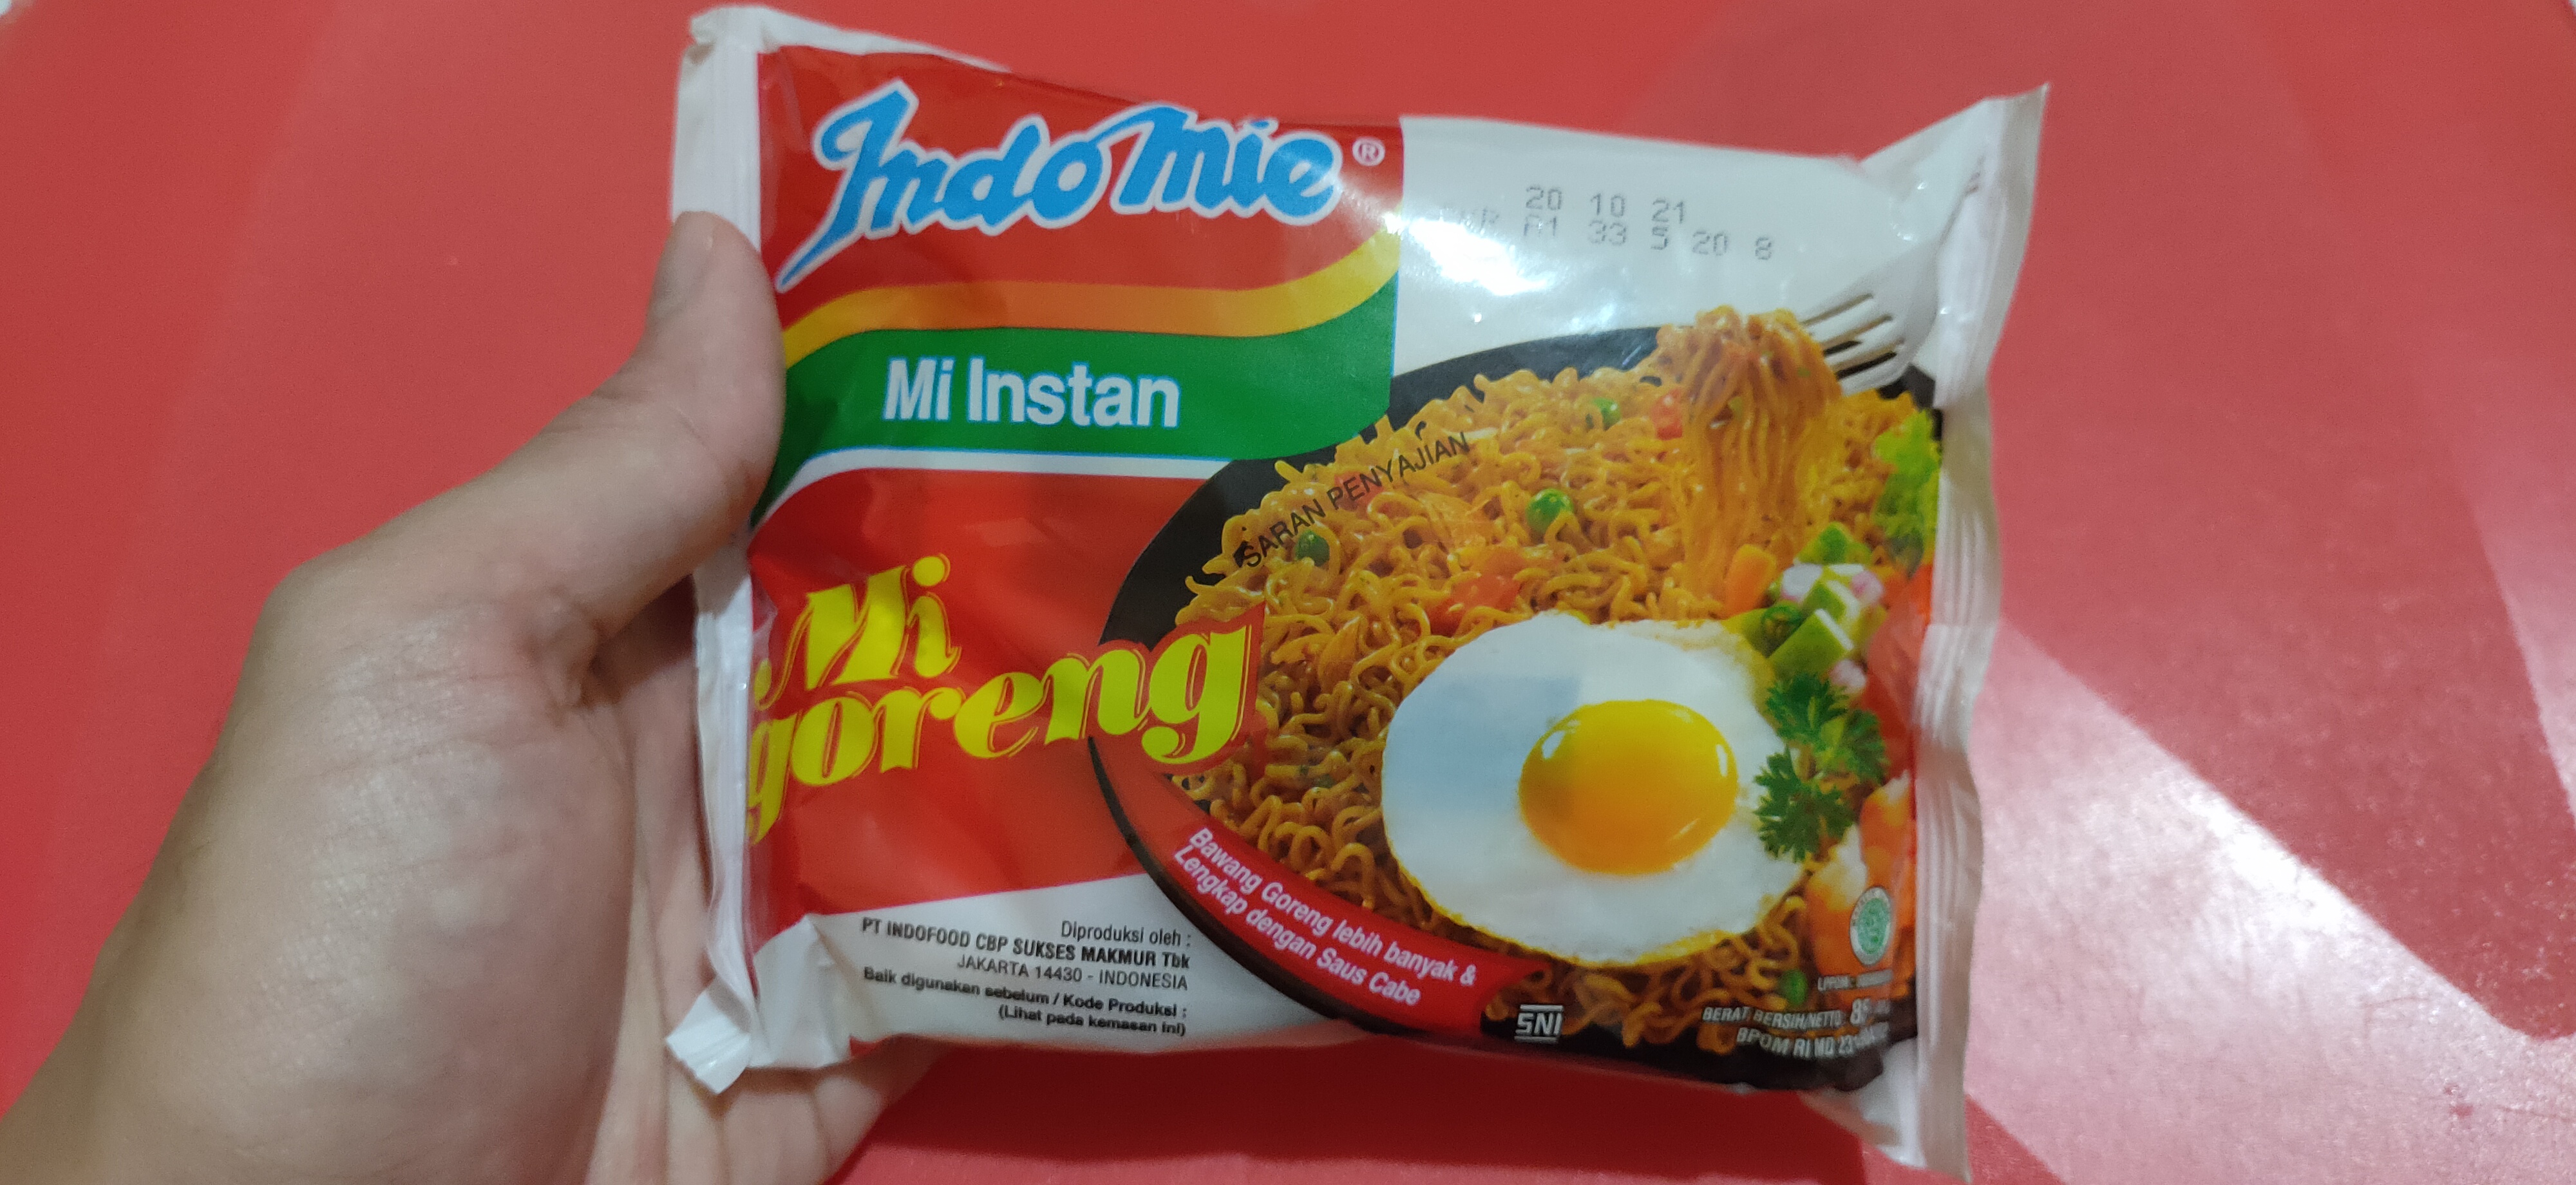 Indomie®
20 10 21
33 5 20 8
Mi Instan
SARAN PENYAJIAN
Mi
goreng
Bawang Goreng lebih banyak &
Lengkap dengan Saus Cabe
Diproduksi oleh :
PT INDOFOOD CBP SUKSES MAKMUR Tbk
JAKARTA 14430 - INDONESIA
Baik digunakan sebelum / Kode Produksi :
(Lihat pada kemasan ini)
SNI
BERAT BERSIH/NETTO
BPOM RI MD